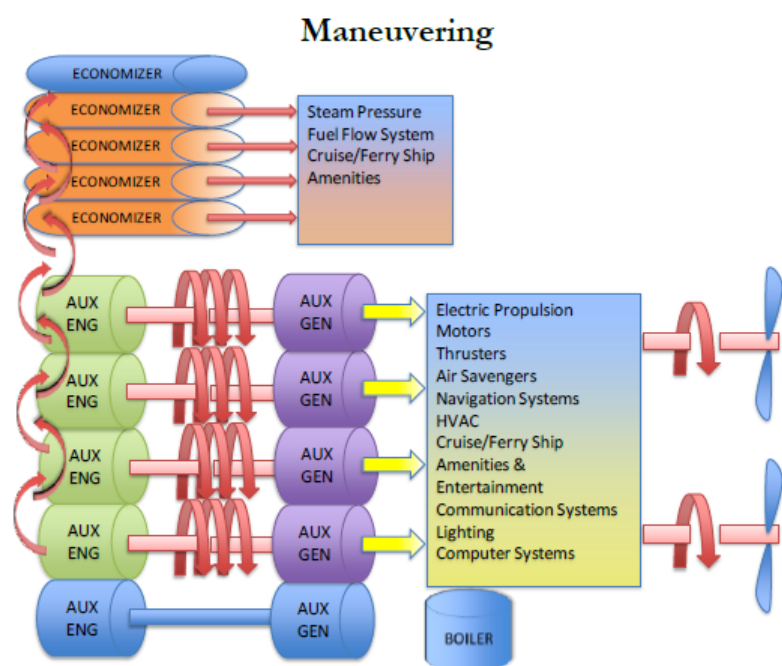 Maneuvering
ECONOMIZER
ECONOMIZER
ECONOMIZER
ECONOMIZER
ECONOMIZER
Steam Pressure
Fuel Flow System
Cruise/Ferry Ship
Amenities
AUX
ENG
AUX
GEN
AUX
ENG
AUX
GEN
AUX
ENG
AUX
GEN
AUX
ENG
AUX
GEN
AUX
ENG
AUX
GEN
Electric Propulsion
Motors
Thrusters
Air Savengers
Navigation Systems
HVAC
Cruise/Ferry Ship
Amenities &
Entertainment
Communication Systems
Lighting
Computer Systems
BOILER